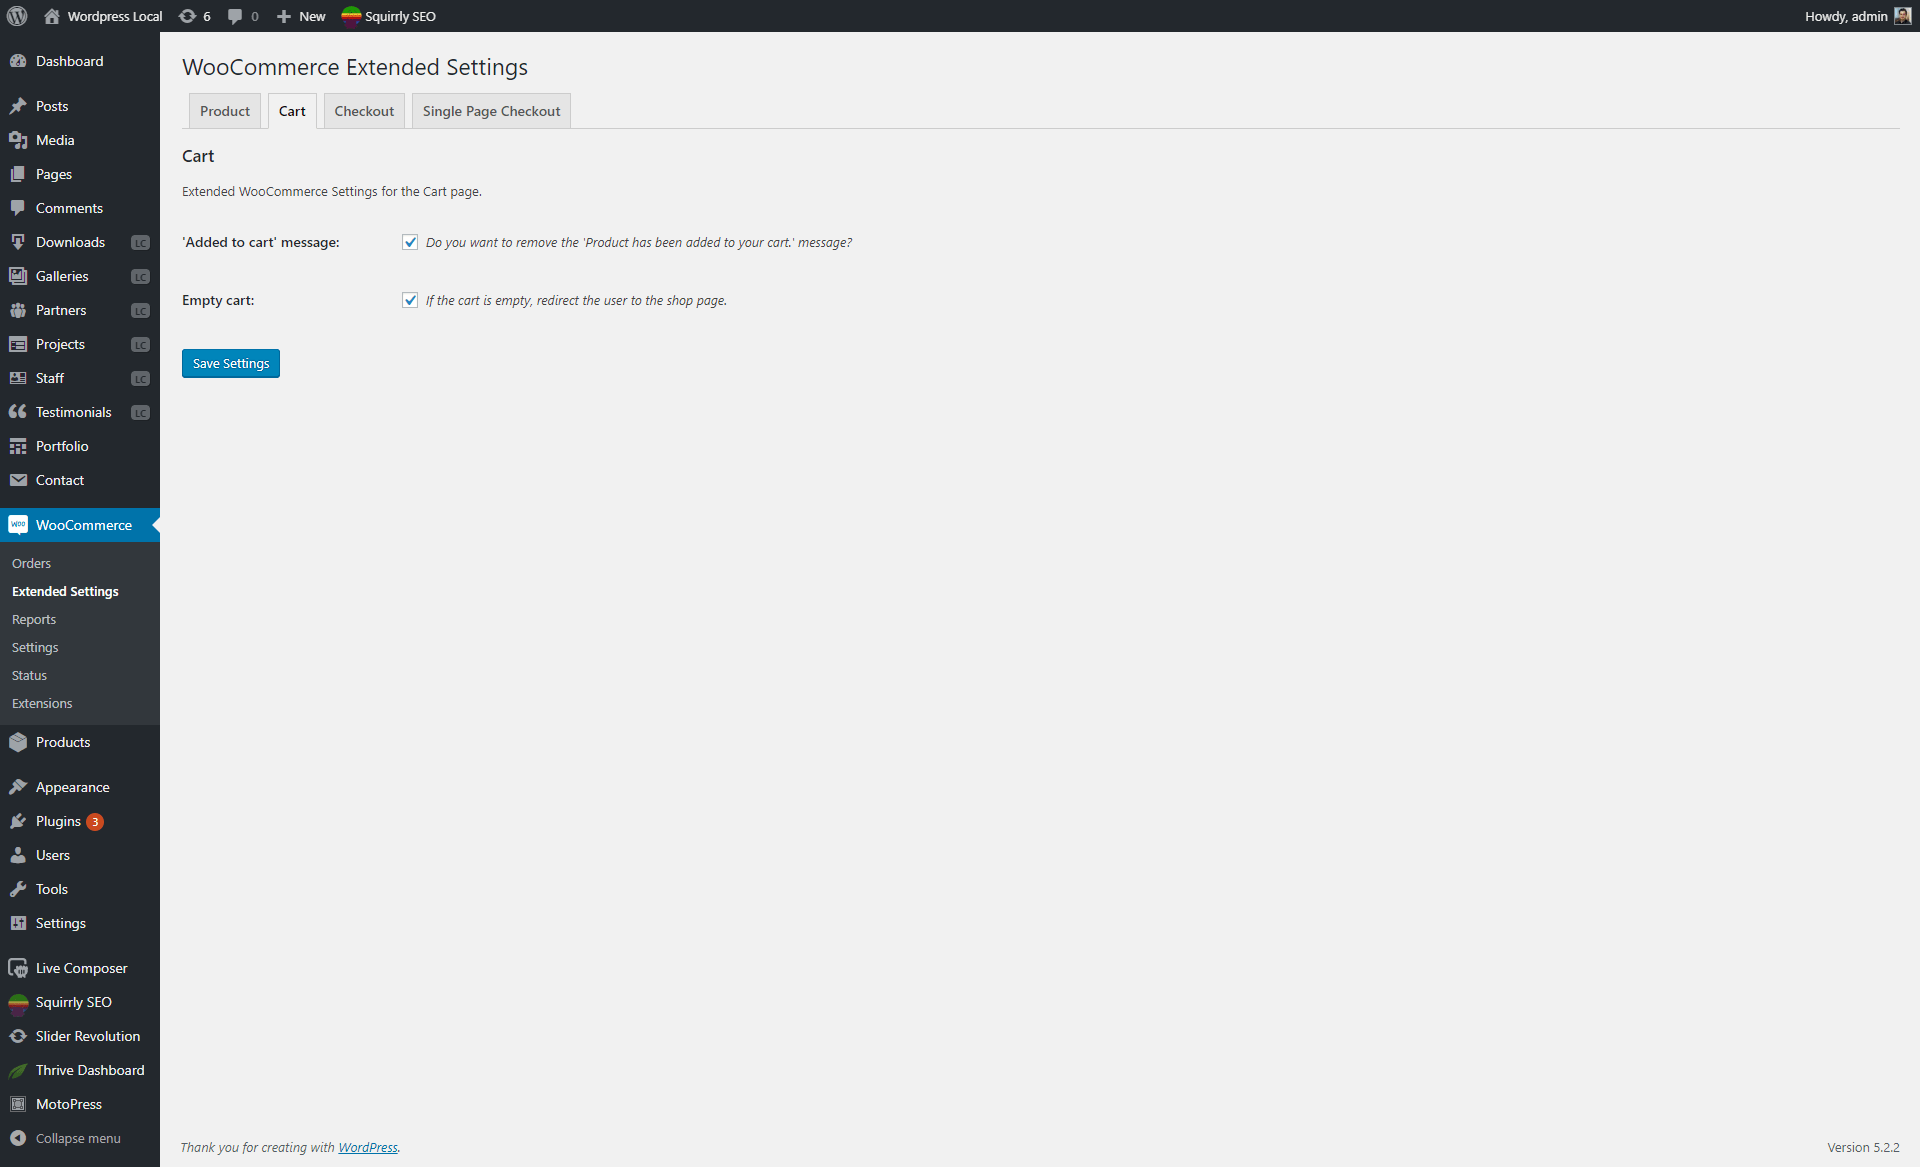 Wordpress Local 6 0 New Squirrly SEO Howdy, admin
Dashboard
Posts
Media
Pages
Comments
Downloads LC
Galleries LC
Partners LC
Projects LC
Staff LC
Testimonials LC
Portfolio
Contact
Woo WooCommerce
Orders
Extended Settings
Reports
Settings
Status
Extensions
Products
Appearance
Plugins 3
Users
Tools
Settings
Live Composer
Squirrly SEO
Slider Revolution
Thrive Dashboard
MotoPress
Collapse menu
WooCommerce Extended Settings
Product Cart Checkout Single Page Checkout
Cart
Extended WooCommerce Settings for the Cart page.
'Added to cart' message: Do you want to remove the 'Product has been added to your cart.' message?
Empty cart: If the cart is empty, redirect the user to the shop page.
Save Settings
Thank you for creating with WordPress. Version 5.2.2